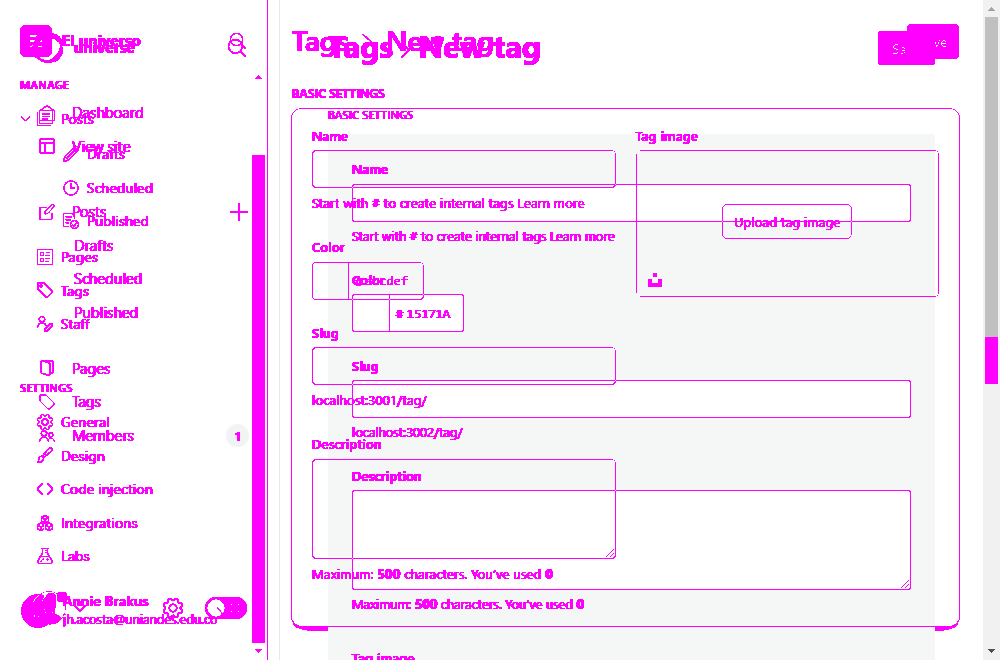 El universo
El universo
MANAGE
Dashboard
Posts
View site
Drafts
Scheduled
Posts
Published
Drafts
Pages
Scheduled
Tags
Published
Staff
Pages
SETTINGS
Tags
General
Members
1
Design
Code injection
Integrations
Labs
Annie Brakus
jh.acosta@uniandes.edu.co
Tags > New tag
Tags > New tag
Sa
ve
BASIC SETTINGS
BASIC SETTINGS
Name
Tag image
Name
Start with # to create internal tags Learn more
Upload tag image
Start with # to create internal tags Learn more
Color
Color
# 15171A
Slug
Slug
localhost:3001/tag/
localhost:3002/tag/
Description
Description
Maximum: 500 characters. You've used 0
Maximum: 500 characters. You've used 0
Tag image